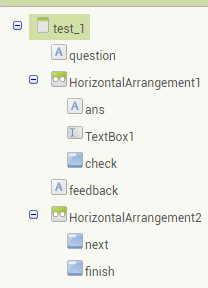 test_1
question
HorizontalArrangement1
ans
TextBox1
check
feedback
HorizontalArrangement2
next
finish